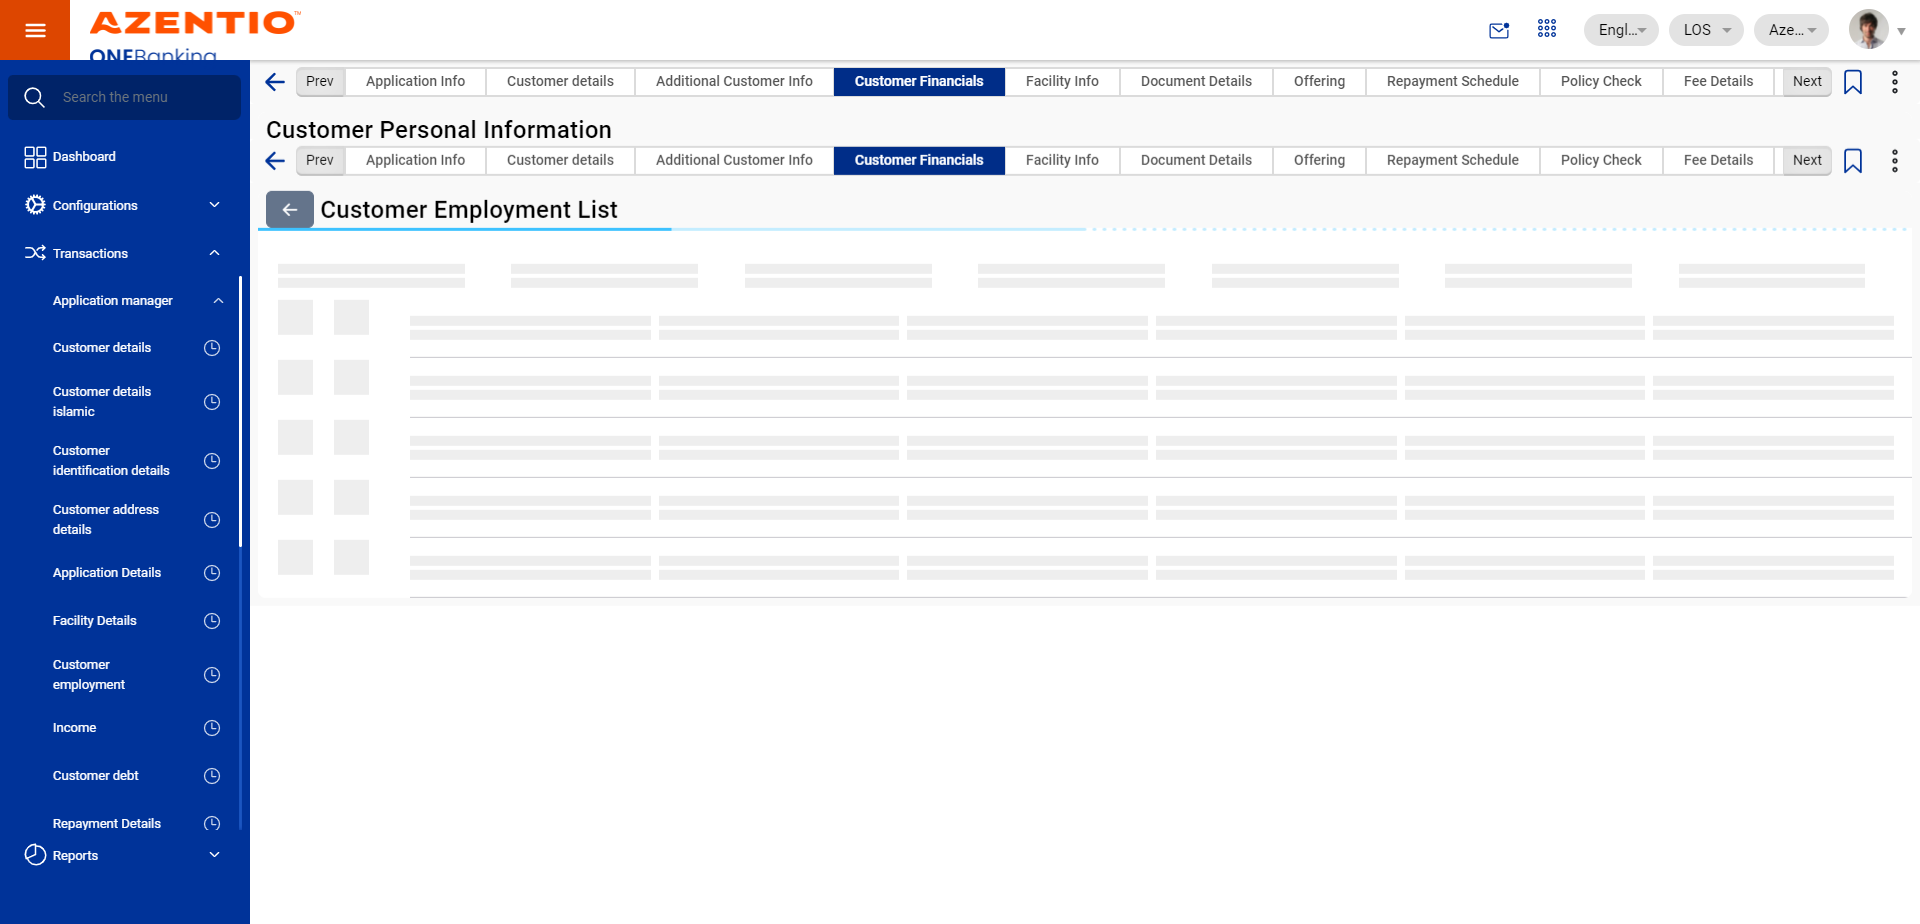 AZENTIO™
ONEBanking
Engl...
LOS
Aze...
Search the menu
Dashboard
Configurations
Transactions
Application manager
Customer details
Customer details
islamic
Customer
identification details
Customer address
details
Application Details
Facility Details
Customer
employment
Income
Customer debt
Repayment Details
Reports
Prev
Application Info
Customer details
Additional Customer Info
Customer Financials
Facility Info
Document Details
Offering
Repayment Schedule
Policy Check
Fee Details
Next
Customer Personal Information
Prev
Application Info
Customer details
Additional Customer Info
Customer Financials
Facility Info
Document Details
Offering
Repayment Schedule
Policy Check
Fee Details
Next
Customer Employment List